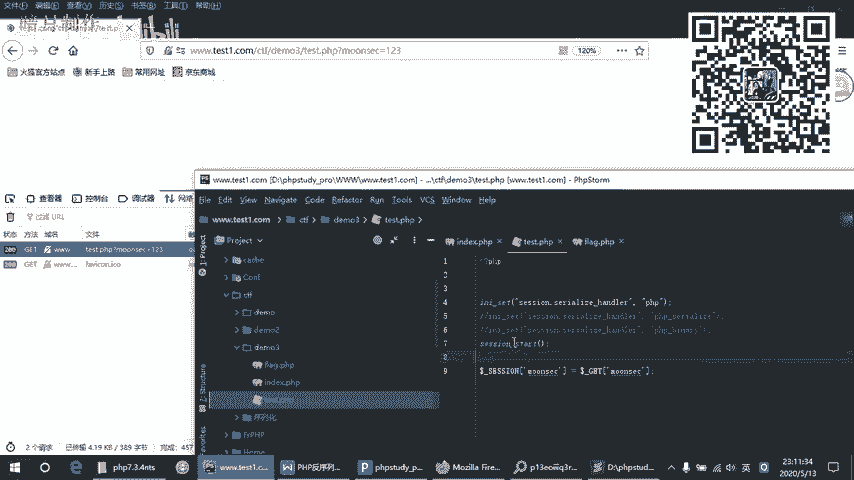 文件(F) 编辑(E) 查看(V) 历史(S) 书签(B) 工具(T) 帮助(H)
www.test1.com/ctf/demo3/test.php?moonsec=123
120%
火狐官方站点 新手上路 常用网址 京东商城
www.test1.com [D:\phpstudy_pro\WWW\www.test1.com] - ...\ctf\demo3\test.php [www.test1.com] - PhpStorm
查看器 控制台 调试器 网络
File Edit View Navigate Code Refactor Run Tools VCS Window Help
过滤 URL
www.test1.com ctf demo3 test.php
状态 方法 域名 文件
Project
index.php test.php flag.php
200 GET www test.php?moonsec=123
200 GET www... favicon.ico
1: Project
cache
Conf
ctf
demo
demo2
demo3
flag.php
index.php
序列化
FrPHP
Home
7: Structure
1 <?php
2
3
4 ini_set("session.serialize_handler", "php");
5 //ini_set("session.serialize_handler", "php_serialize");
6 //ini_set("session.serialize_handler", "php_binary");
7 session_start();
8
9 $_SESSION['moonsec'] = $_GET['moonsec'];
2 个请求 已传输 4.19 KB / 389 字节 完成:
php7.3.4nts www.test1.c... PHP反序列... phpstudy_p... Mozilla Firef... p13eoiiiq3r... D:\phpstud...
英
23:11:34
2020/5/13